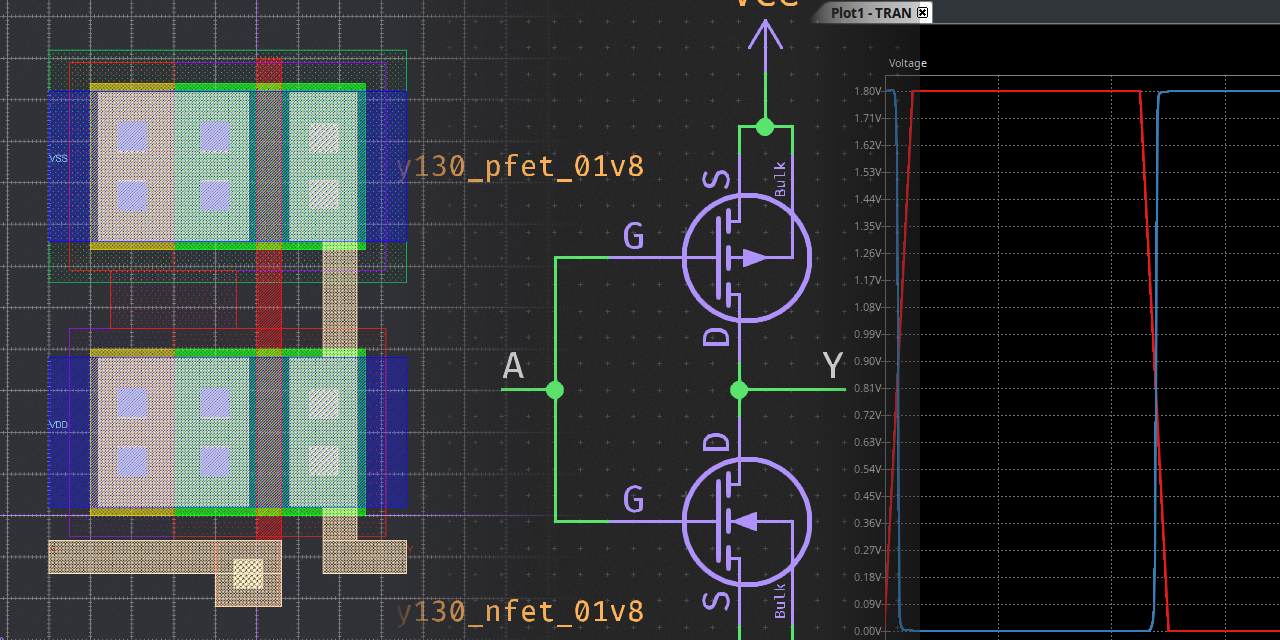 VCC
Plot1 - TRAN
Voltage
1.80V
1.71V
1.62V
1.53V
1.44V
1.35V
1.26V
1.17V
1.08V
0.99V
0.90V
0.81V
0.72V
0.63V
0.54V
0.45V
0.36V
0.27V
0.18V
0.09V
0.00V
VSS
VDD
y130_pfet_01v8
S
Bulk
G
D
A
Y
D
G
S
Bulk
y130_nfet_01v8